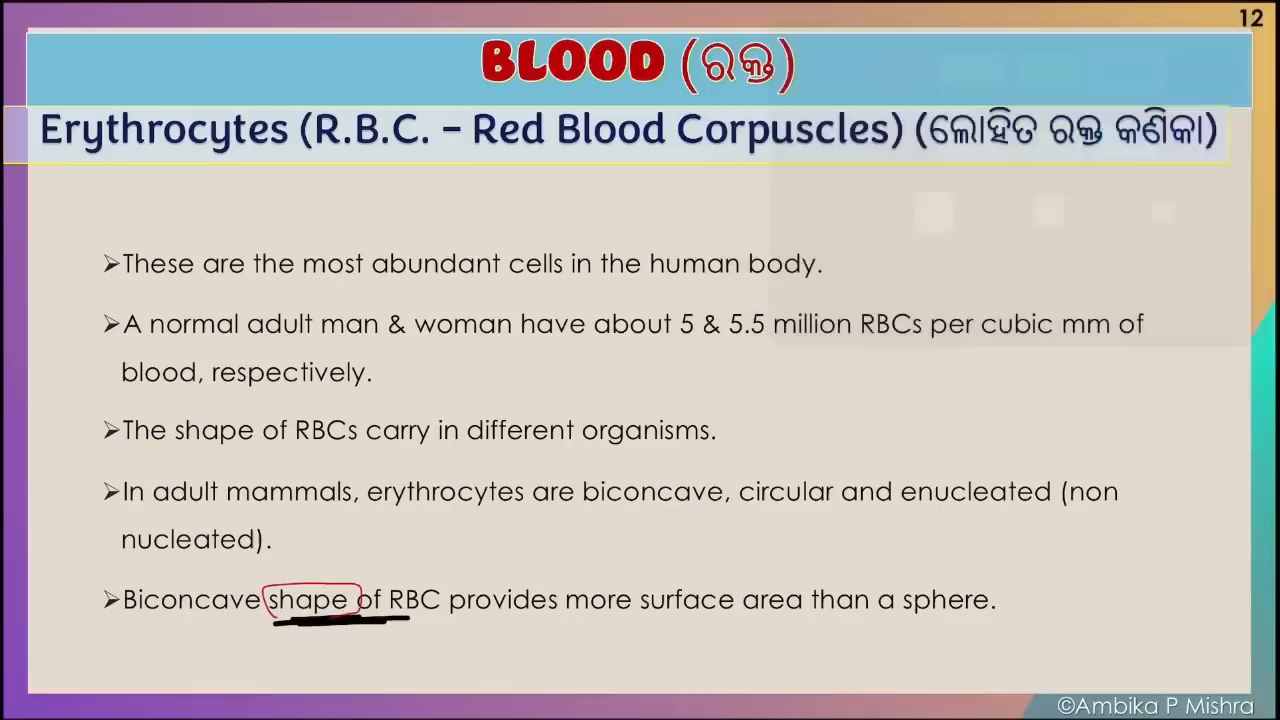 12
BLOOD (ରକ୍ତ)
Erythrocytes (R.B.C. – Red Blood Corpuscles) (ଲୋହିତ ରକ୍ତ କଣିକା)
➢These are the most abundant cells in the human body.
➢A normal adult man & woman have about 5 & 5.5 million RBCs per cubic mm of
blood, respectively.
➢The shape of RBCs carry in different organisms.
➢In adult mammals, erythrocytes are biconcave, circular and enucleated (non
nucleated).
➢Biconcave shape of RBC provides more surface area than a sphere.
©Ambika P Mishra